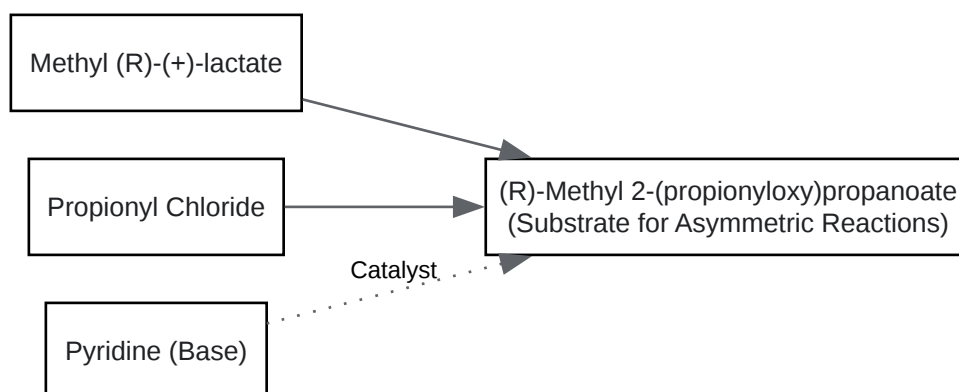 Methyl (R)-(+)-lactate
Propionyl Chloride
(R)-Methyl 2-(propionyloxy)propanoate
(Substrate for Asymmetric Reactions)
Catalyst
Pyridine (Base)